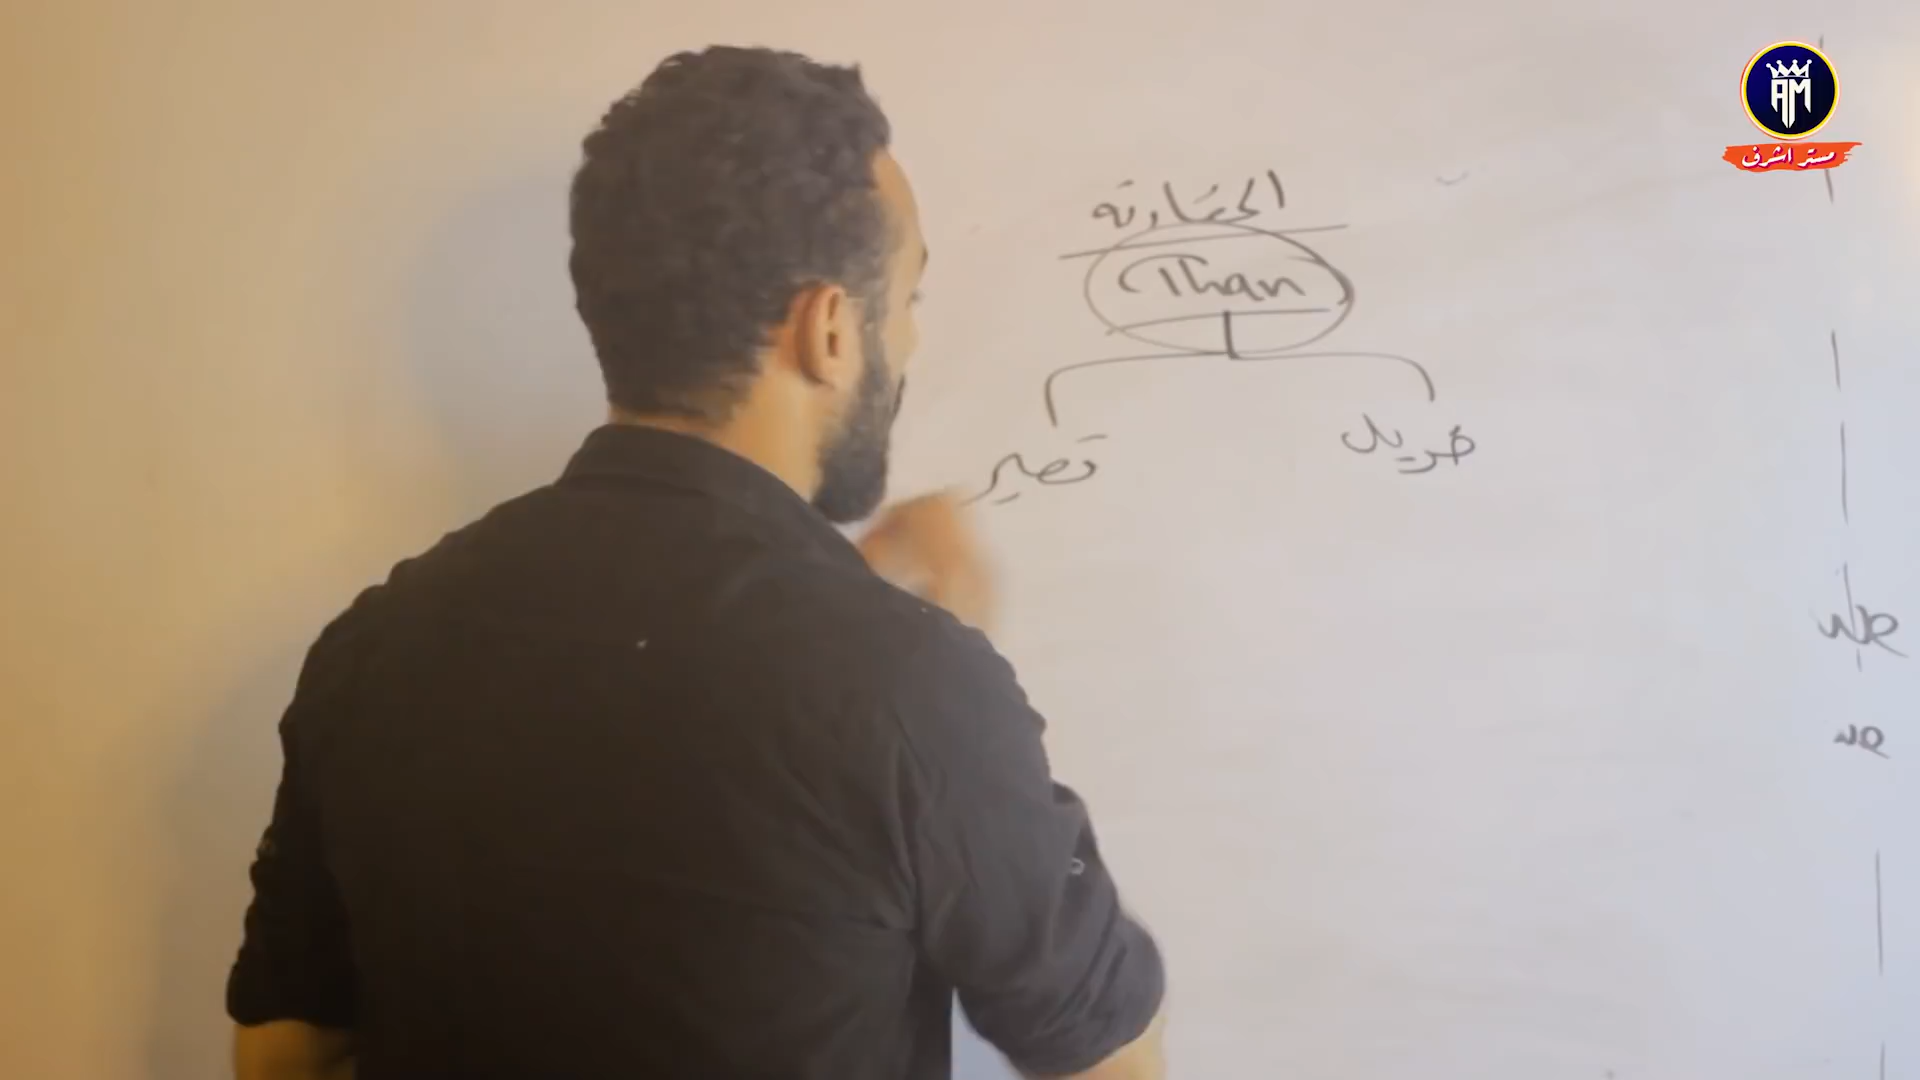 AM
مستر اشرف
المقارنة
Than
طويل
قصير